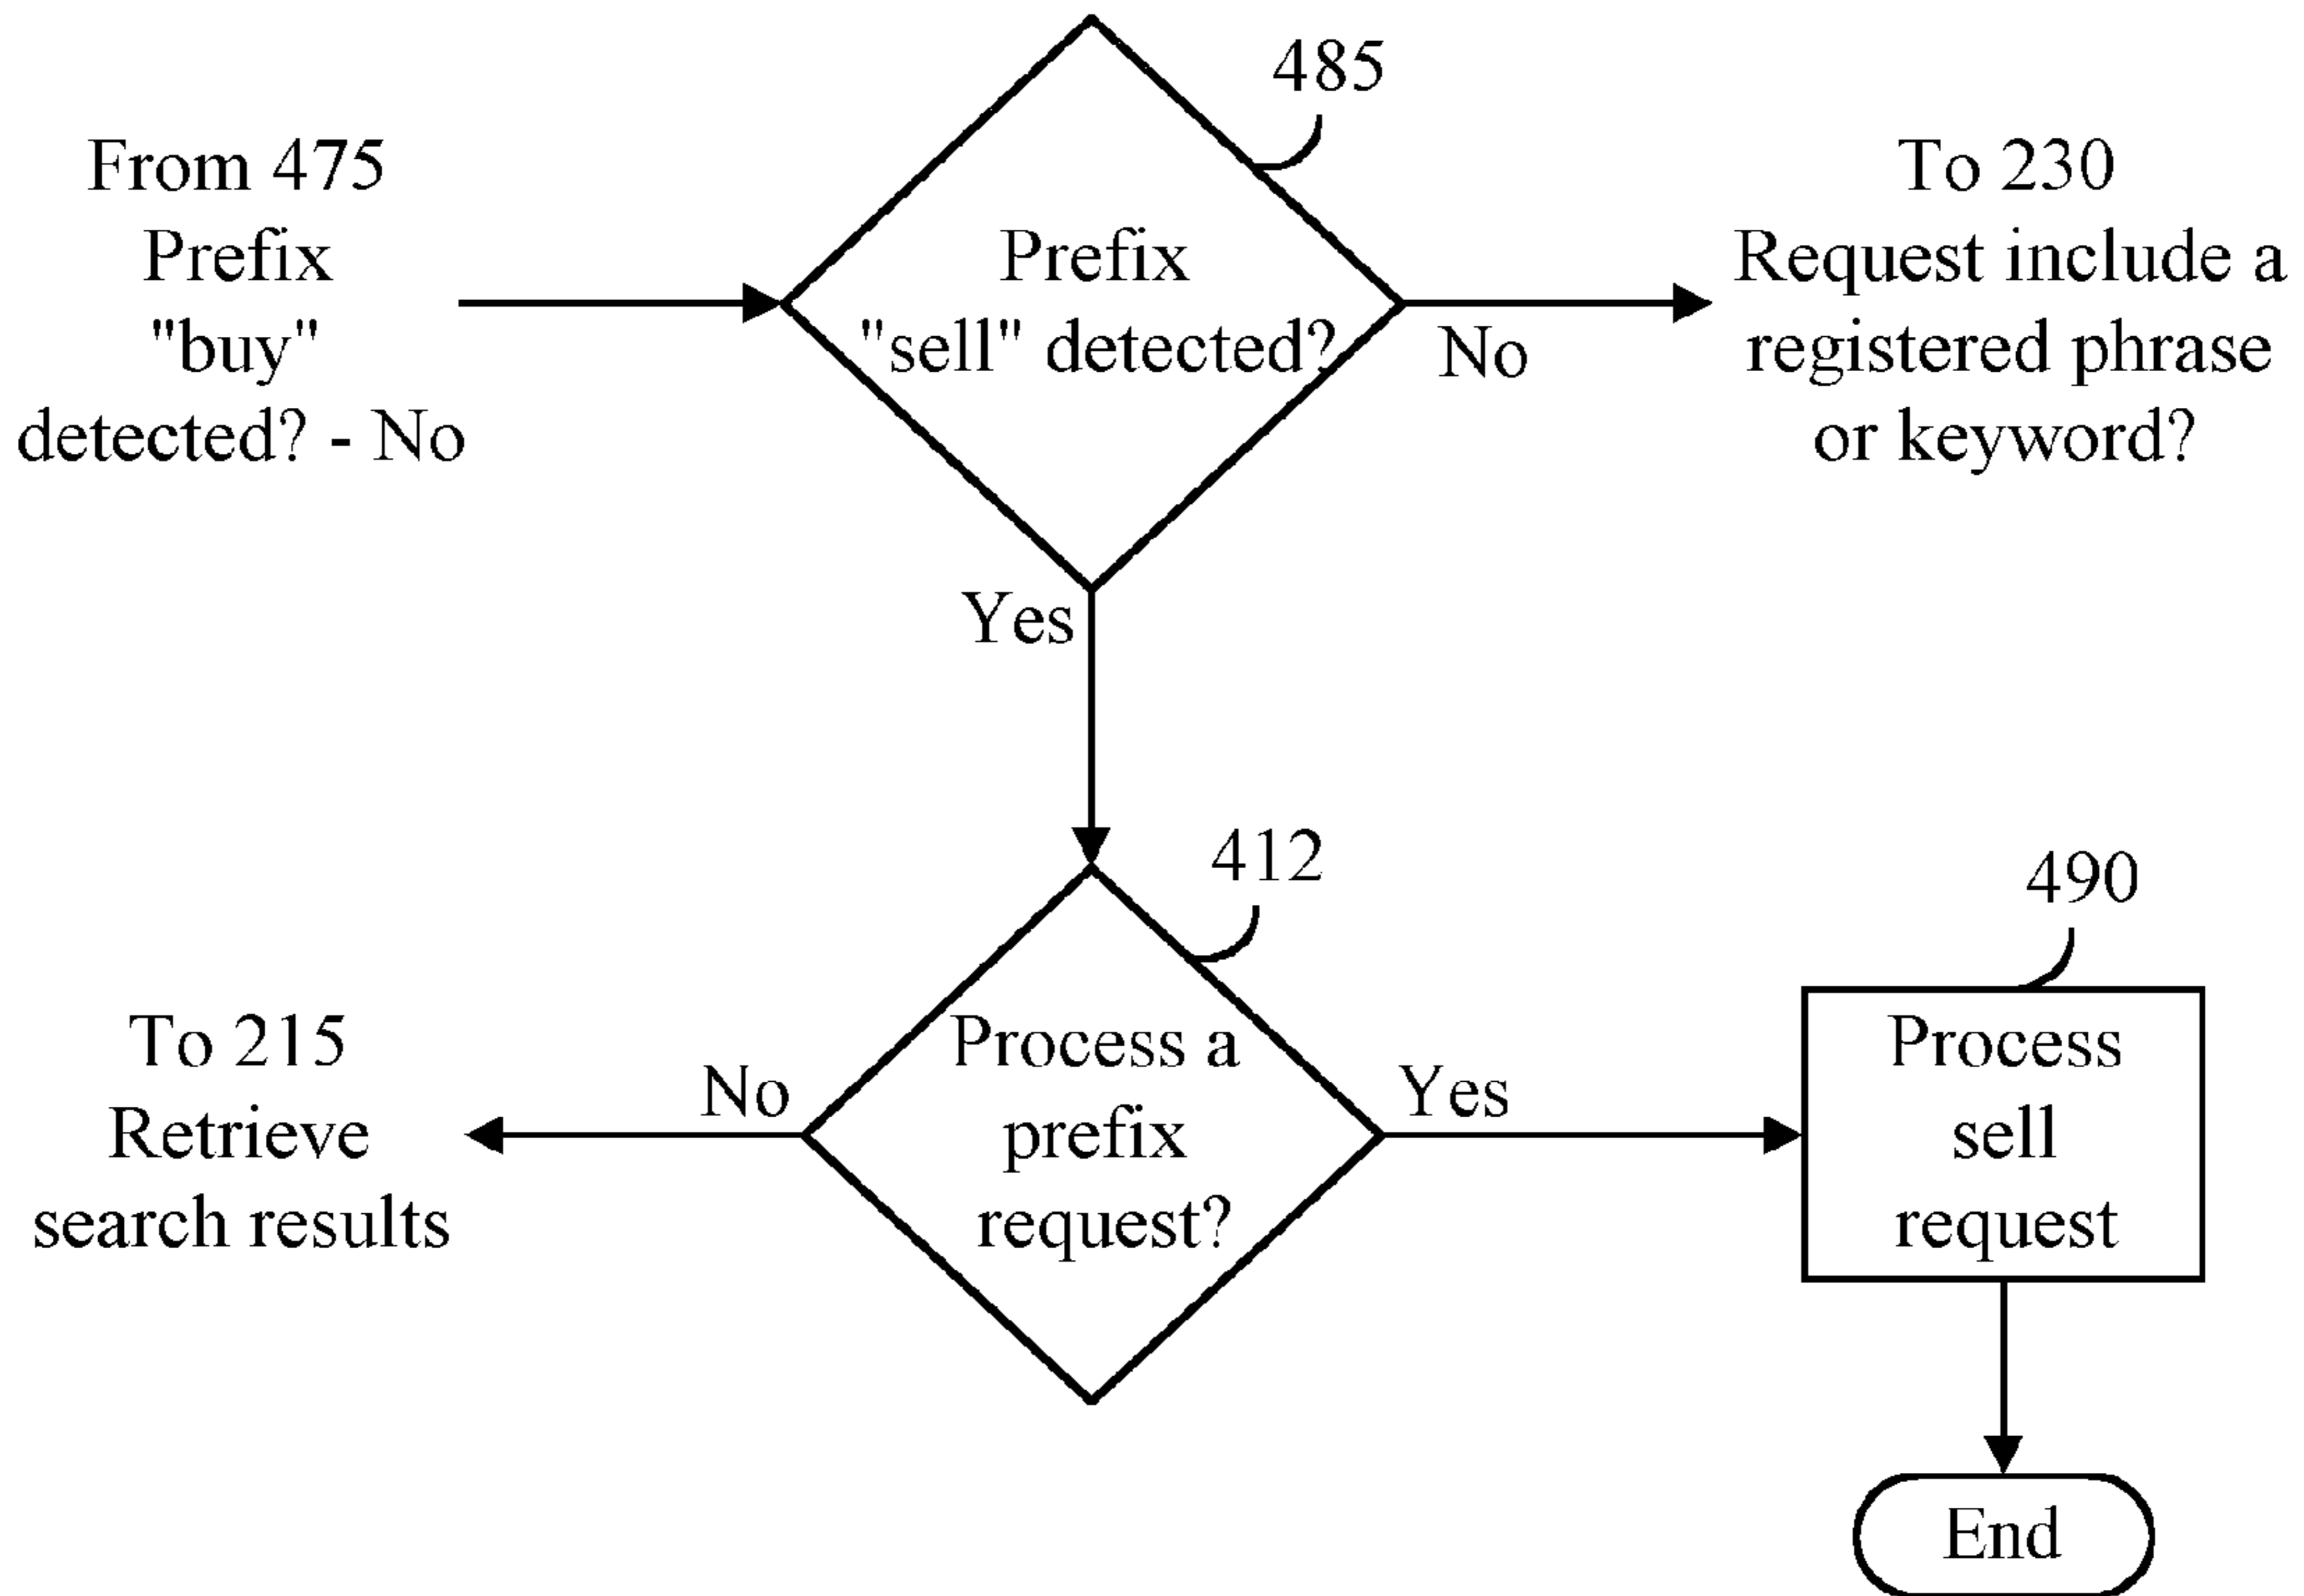 485
From 475
Prefix
"buy"
detected? - No
Prefix
"sell" detected?
No
To 230
Request include a
registered phrase
or keyword?
Yes
412
490
To 215
Retrieve
search results
No
Process a
prefix
request?
Yes
Process
sell
request
End